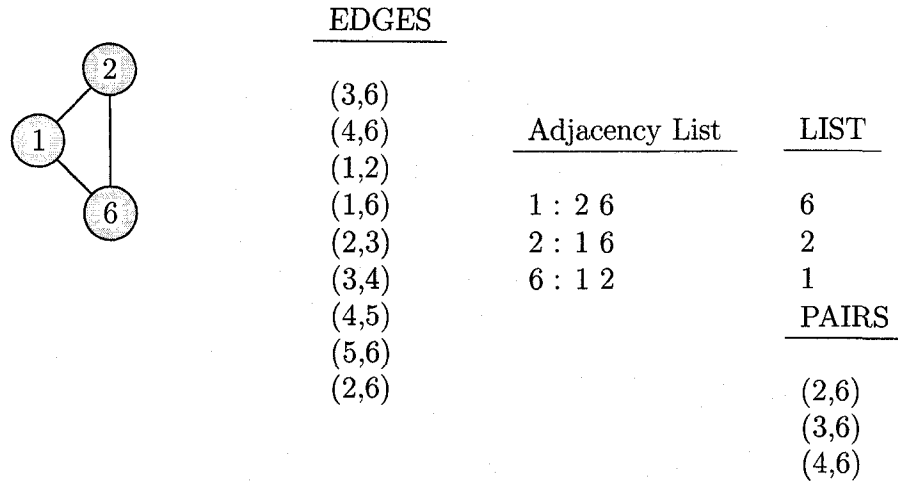 2
1
6
EDGES
(3,6)
(4,6)
(1,2)
(1,6)
(2,3)
(3,4)
(4,5)
(5,6)
(2,6)
Adjacency List
1 : 2 6
2 : 1 6
6 : 1 2
LIST
6
2
1
PAIRS
(2,6)
(3,6)
(4,6)